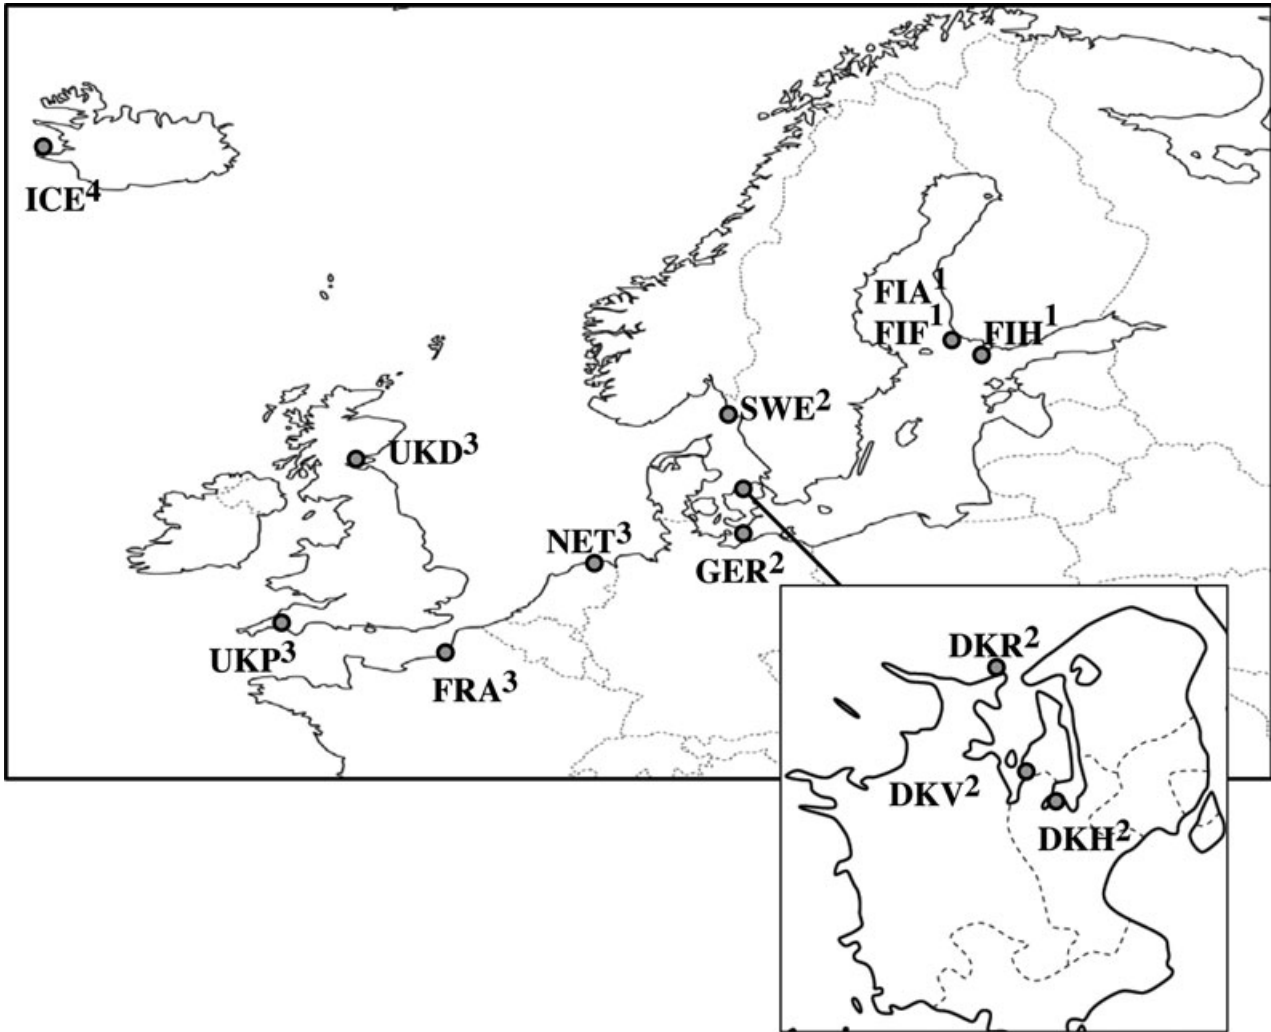 ICE⁴
FIA¹
FIF¹
FIH¹
SWE²
UKD³
NET³
GER²
UKP³
FRA³
DKR²
DKV²
DKH²